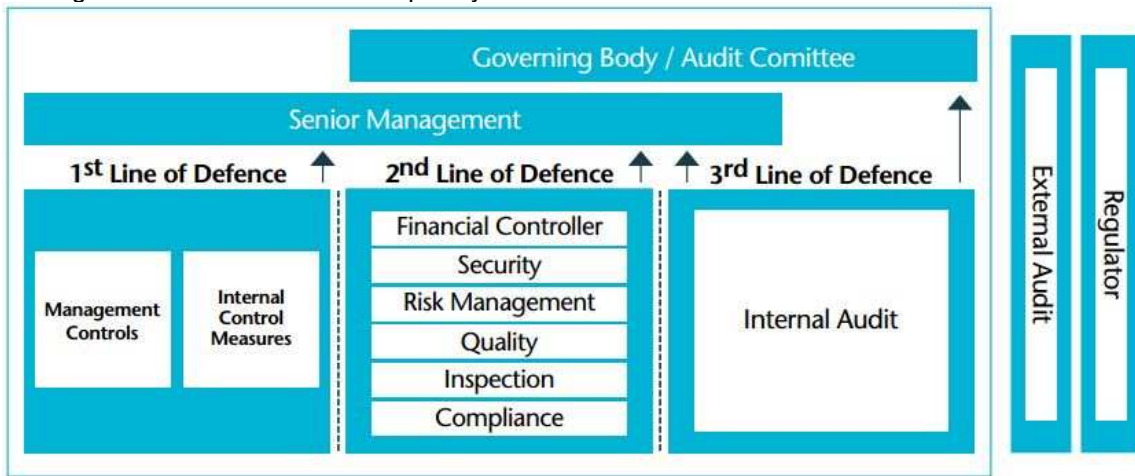 Governing Body / Audit Comittee
Senior Management
1st Line of Defence
2nd Line of Defence
3rd Line of Defence
Management
Controls
Internal
Control
Measures
Financial Controller
Security
Risk Management
Quality
Inspection
Compliance
Internal Audit
External Audit
Regulator